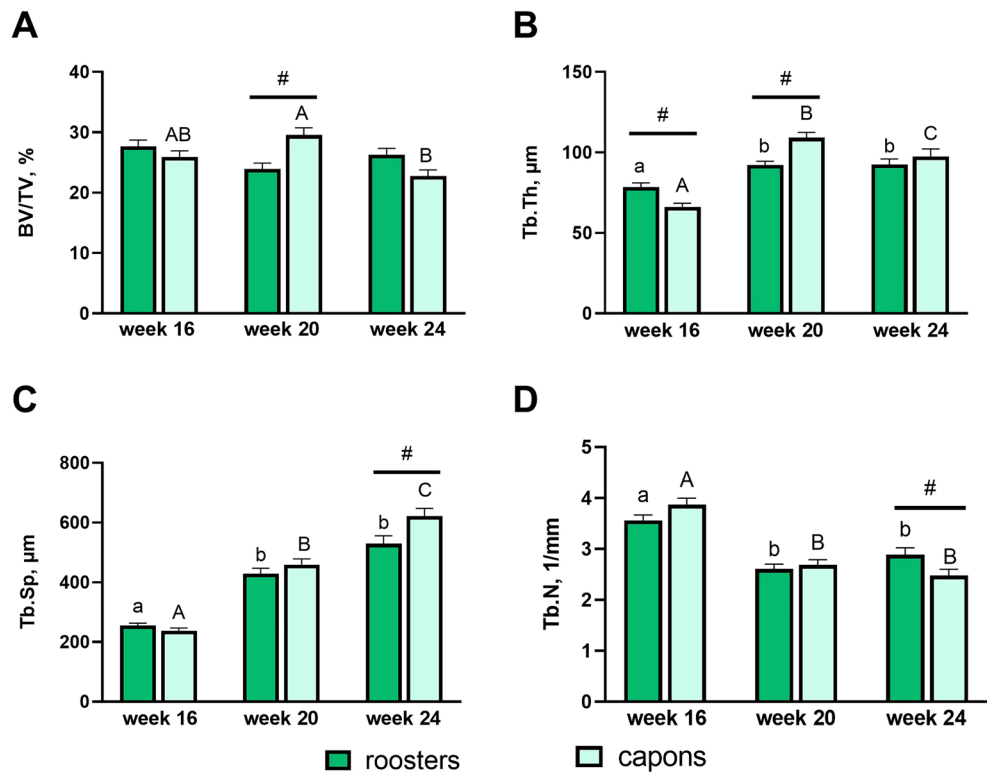 A
BV/TV, %
40
30
20
10
0
AB
#
A
B
week 16
week 20
week 24
B
Tb.Th, µm
150
100
50
0
#
a
A
#
b
B
b
C
week 16
week 20
week 24
C
Tb.Sp, µm
800
600
400
200
0
a
A
b
B
#
b
C
week 16
week 20
week 24
D
Tb.N, 1/mm
5
4
3
2
1
0
a
A
b
B
#
b
B
week 16
week 20
week 24
roosters
capons